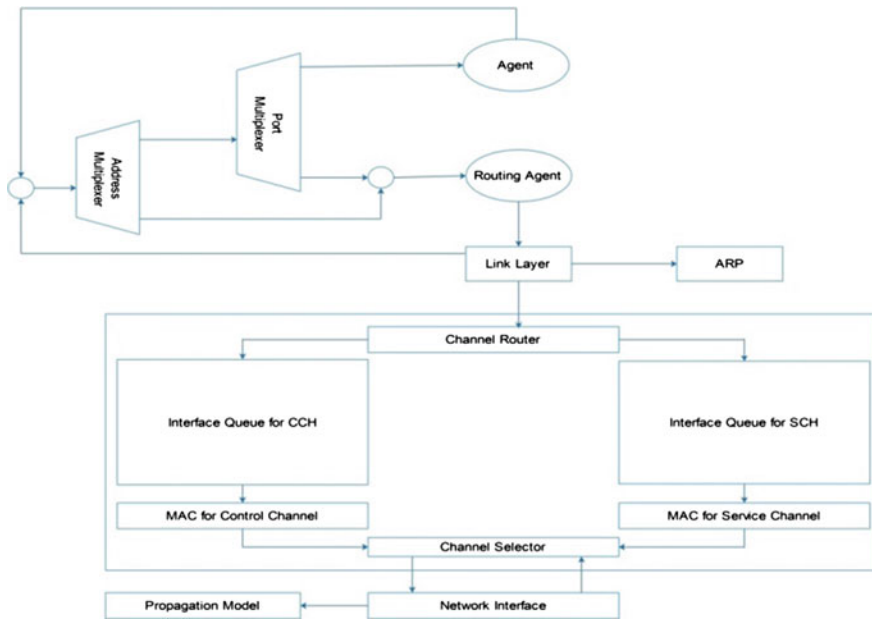 Agent
Port
Multiplexer
Address
Multiplexer
Routing Agent
Link Layer
ARP
Channel Router
Interface Queue for CCH
Interface Queue for SCH
MAC for Control Channel
MAC for Service Channel
Channel Selector
Propagation Model
Network Interface